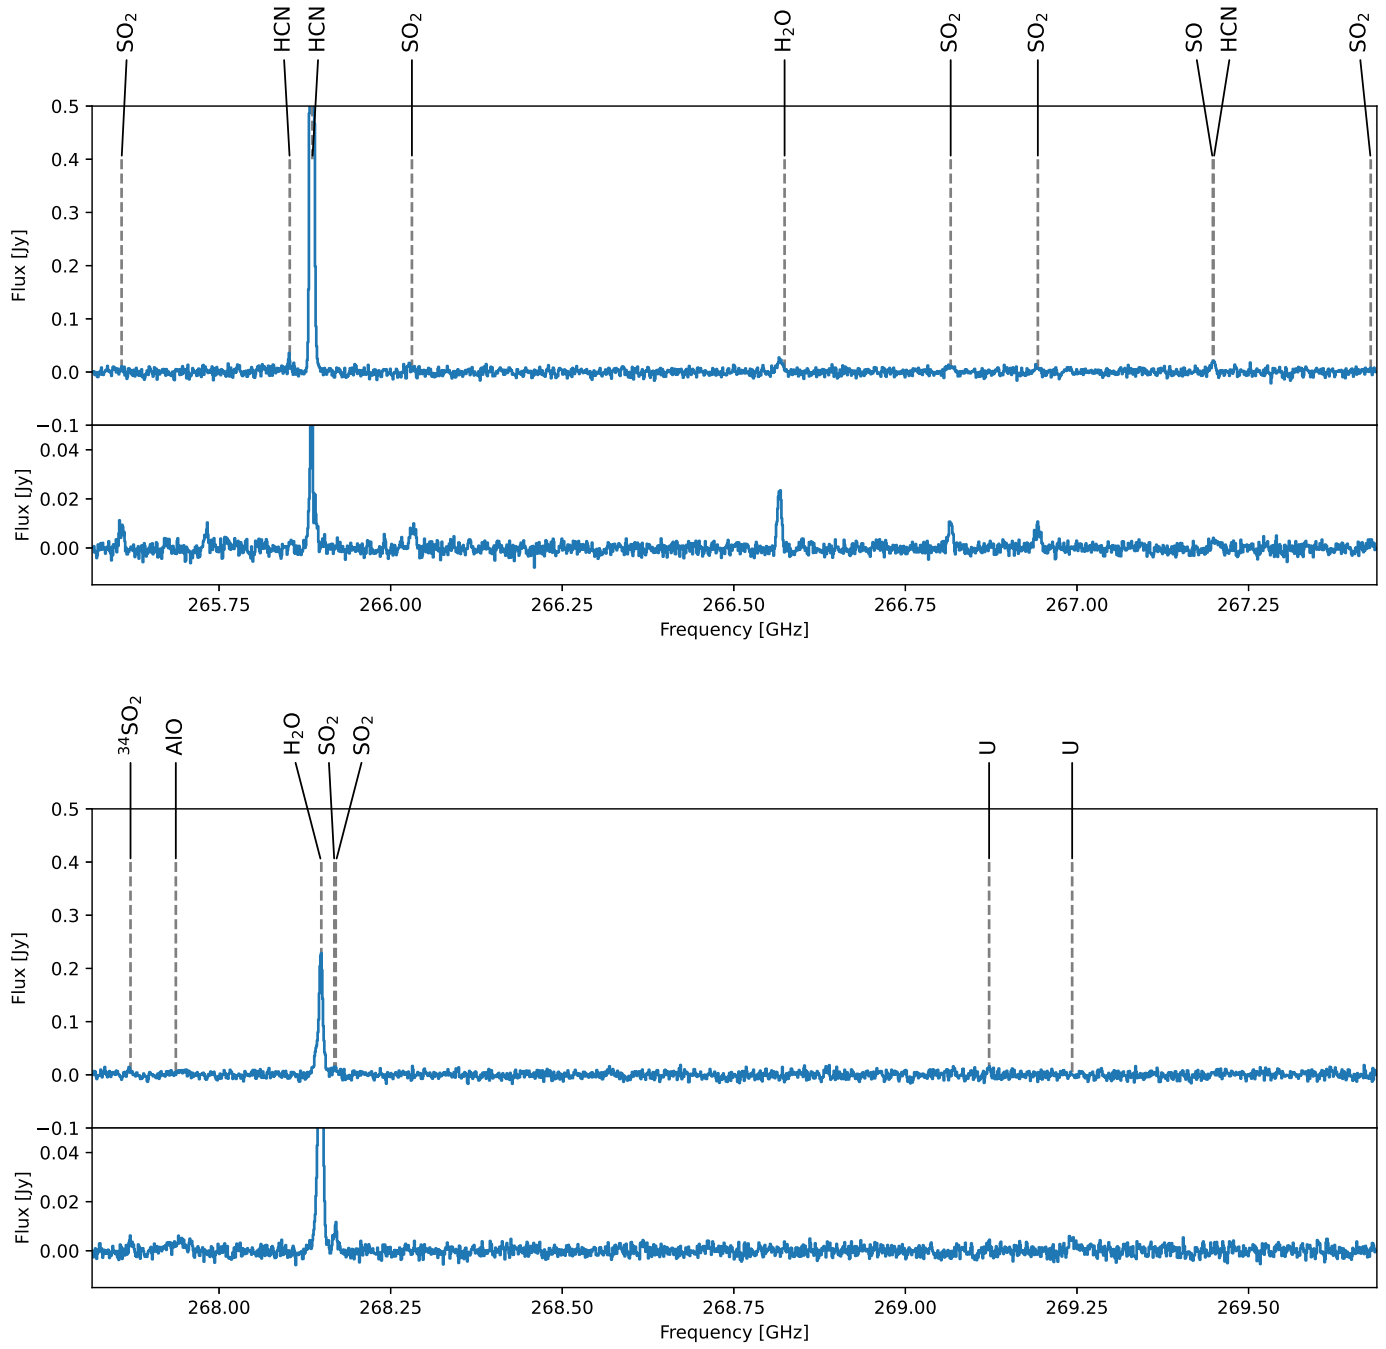 SO₂ HCN HCN SO₂ H₂O SO₂ SO₂ SO HCN SO₂
0.5
0.4
0.3
0.2
0.1
0.0
−0.1
Flux [Jy]
0.04
0.02
0.00
Flux [Jy]
265.75 266.00 266.25 266.50 266.75 267.00 267.25
Frequency [GHz]
³⁴SO₂ AlO H₂O SO₂ SO₂ U U
0.5
0.4
0.3
0.2
0.1
0.0
−0.1
Flux [Jy]
0.04
0.02
0.00
Flux [Jy]
268.00 268.25 268.50 268.75 269.00 269.25 269.50
Frequency [GHz]